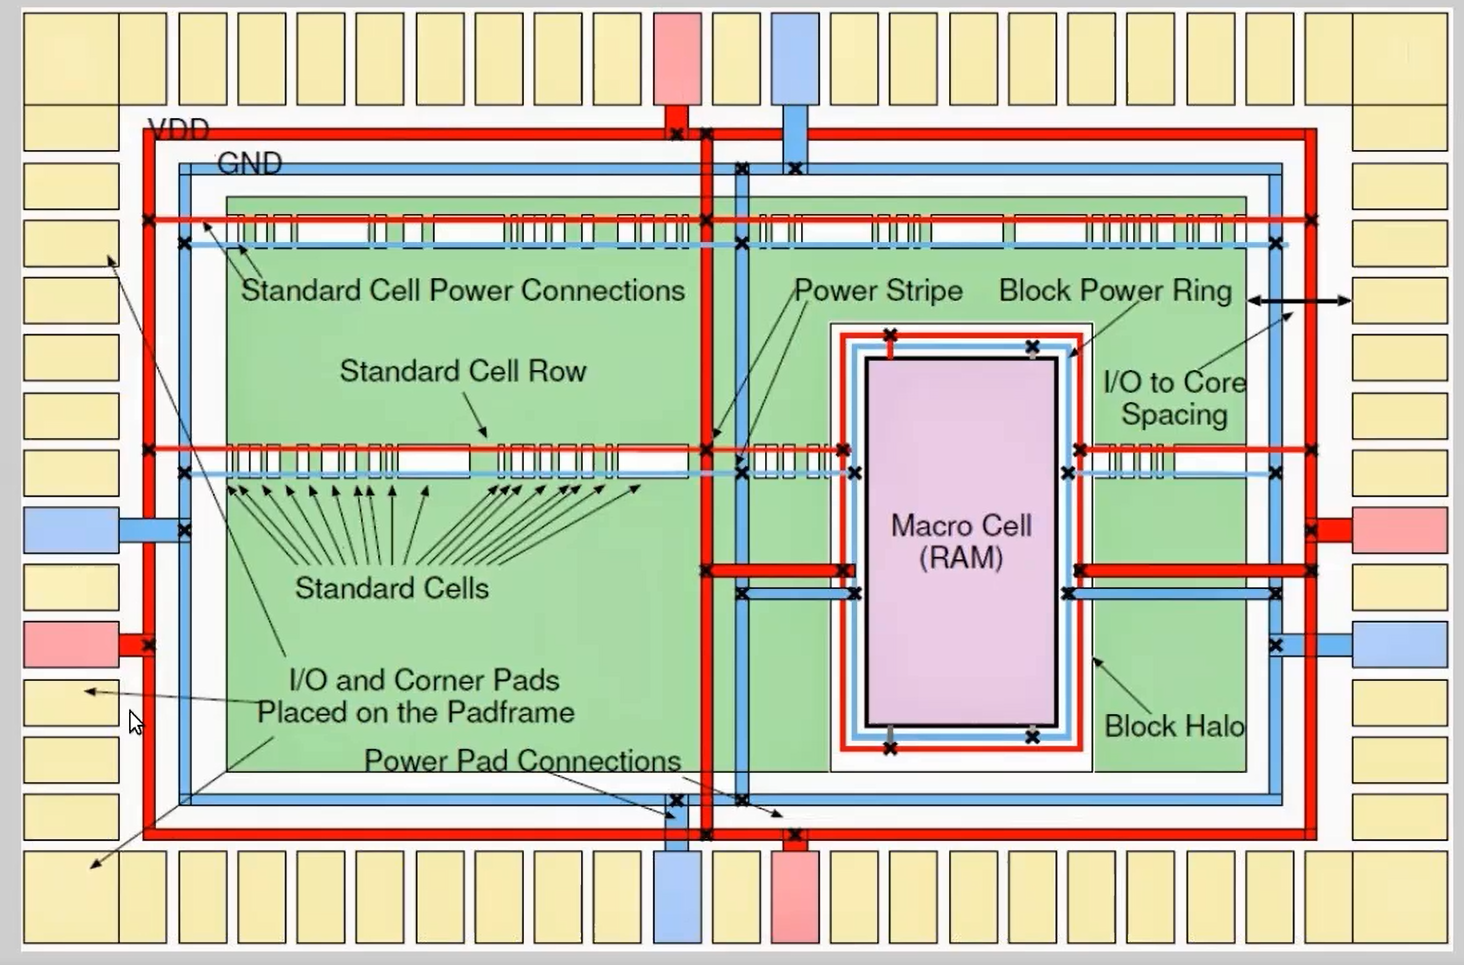 VDD
GND
Standard Cell Power Connections
Power Stripe
Block Power Ring
Standard Cell Row
I/O to Core
Spacing
Macro Cell
(RAM)
Standard Cells
I/O and Corner Pads
Placed on the Padframe
Block Halo
Power Pad Connections